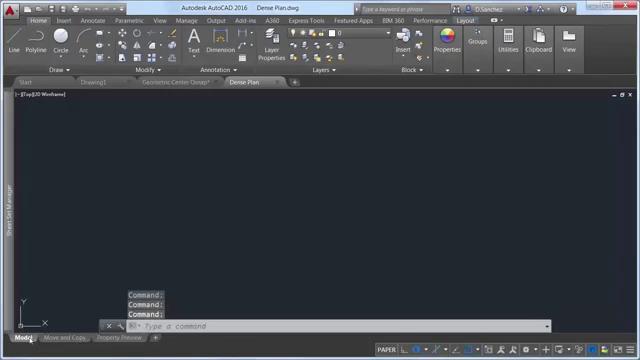 Autodesk AutoCAD 2016 Dense Plan.dwg
Type a keyword or phrase
D.Sanchez
Home Insert Annotate Parametric View Manage Output Add-ins A360 Express Tools Featured Apps BIM 360 Performance Layout
Line Polyline Circle Arc Text Dimension Insert Properties Groups Utilities Clipboard View
0
Draw Modify Annotation Layers Block
Start Drawing1 Geometric Center Osnap* Dense Plan
[−][Top][2D Wireframe]
Sheet Set Manager
Command:
Command:
Command:
Type a command
Y
X
Model Move and Copy Property Preview +
PAPER